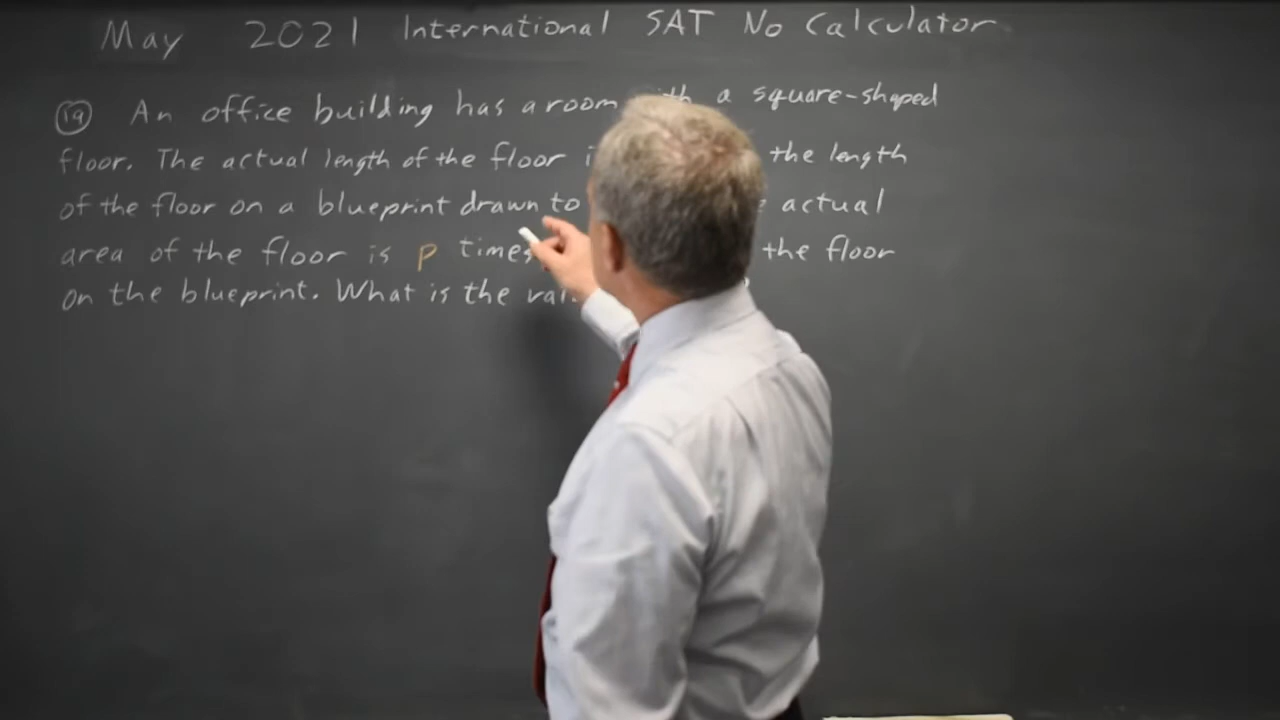 May 2021 International SAT No Calculator
19 An office building has a room a square-shaped
floor. The actual length of the floor the length
of the floor on a blueprint drawn to actual
area of the floor is p times the floor
on the blueprint. What is the